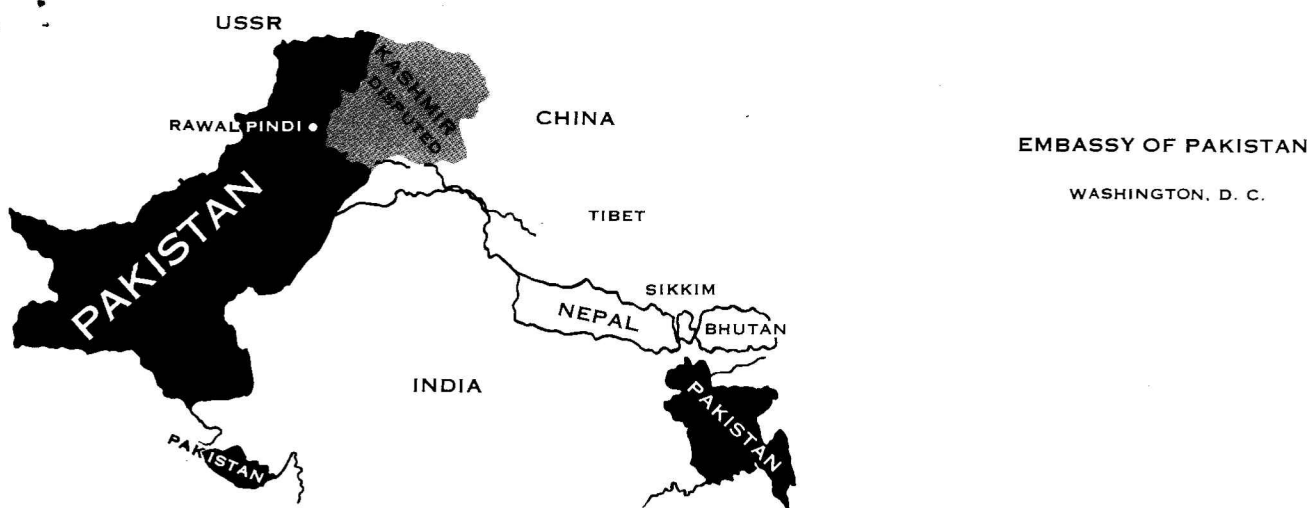 USSR
KASHMIR
DISPUTED
CHINA
RAWALPINDI
EMBASSY OF PAKISTAN
WASHINGTON, D. C.
PAKISTAN
TIBET
SIKKIM
NEPAL
BHUTAN
INDIA
PAKISTAN
PAKISTAN